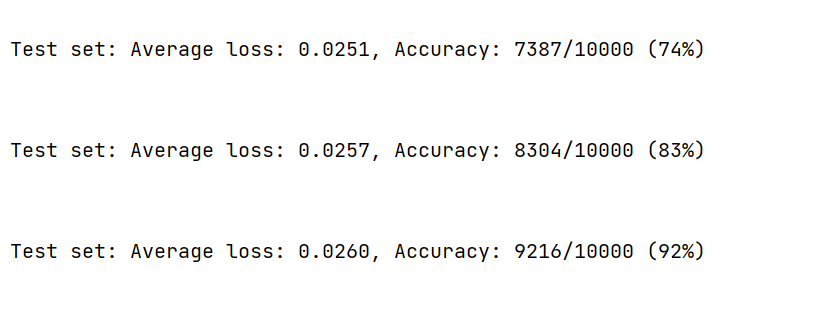 Test set: Average loss: 0.0251, Accuracy: 7387/10000 (74%)
Test set: Average loss: 0.0257, Accuracy: 8304/10000 (83%)
Test set: Average loss: 0.0260, Accuracy: 9216/10000 (92%)